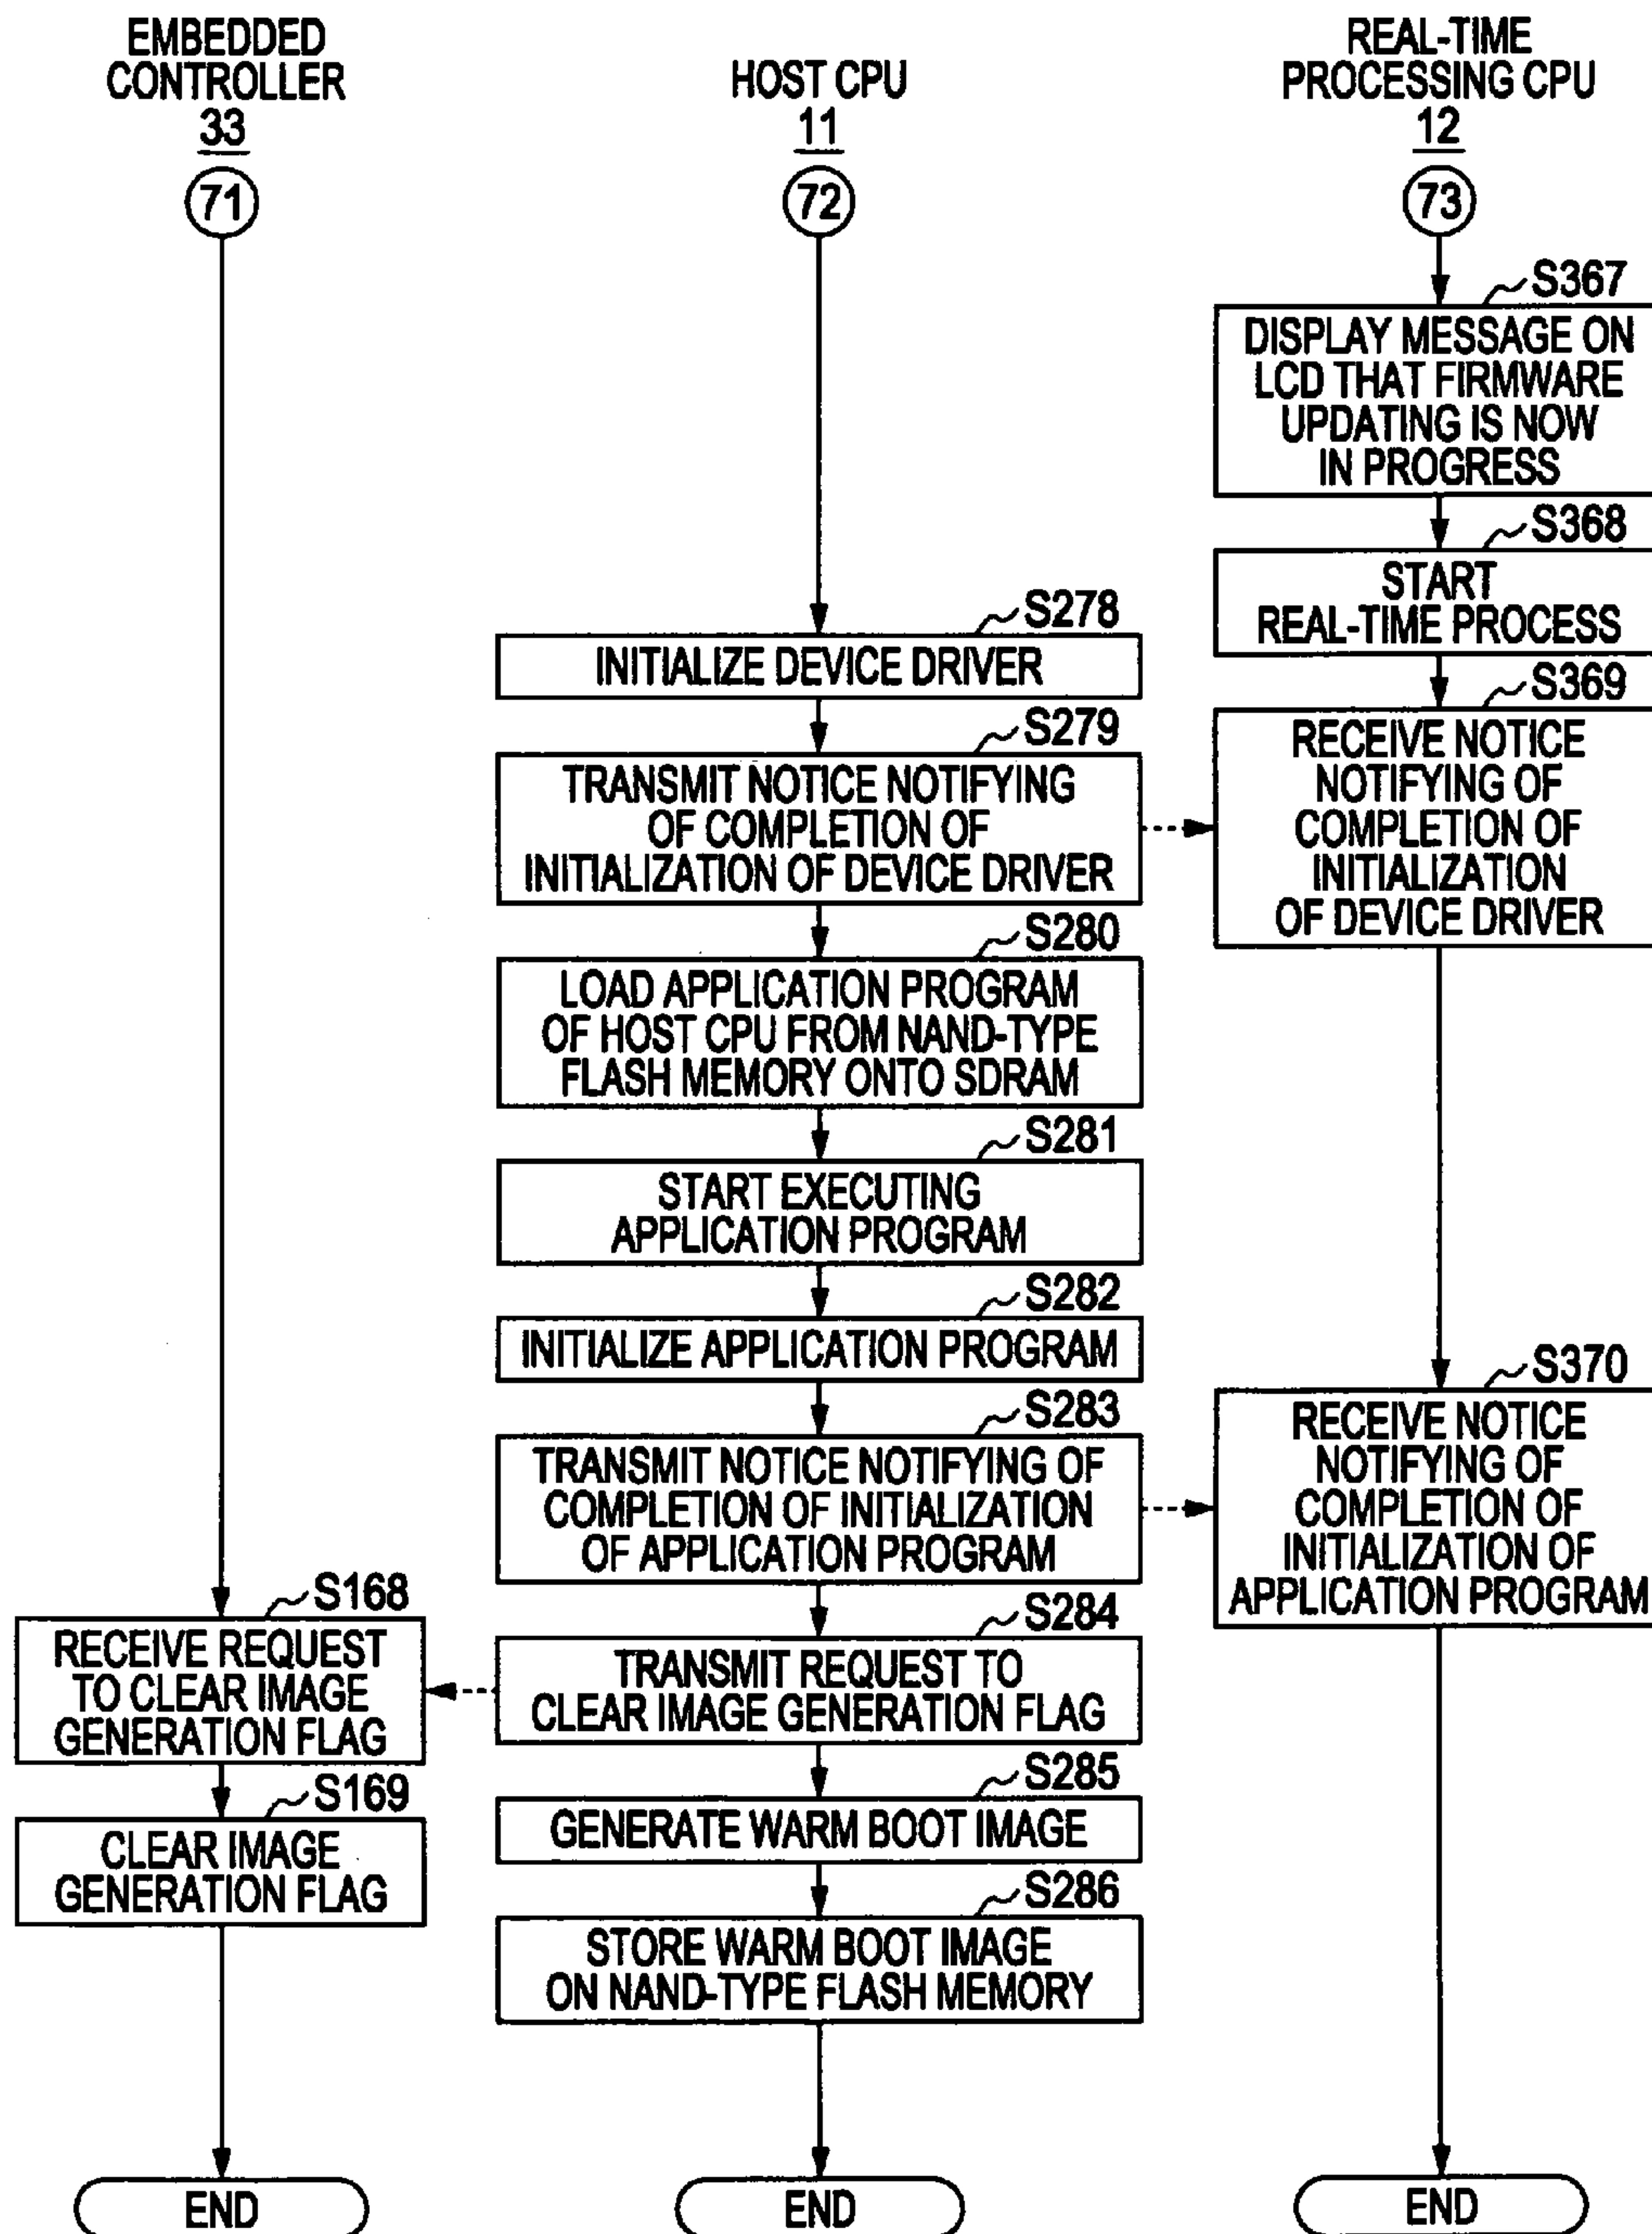 EMBEDDED
CONTROLLER
33
71
HOST CPU
11
72
REAL-TIME
PROCESSING CPU
12
73
S367
DISPLAY MESSAGE ON
LCD THAT FIRMWARE
UPDATING IS NOW
IN PROGRESS
S368
START
REAL-TIME PROCESS
S278
INITIALIZE DEVICE DRIVER
S279
TRANSMIT NOTICE NOTIFYING
OF COMPLETION OF
INITIALIZATION OF DEVICE DRIVER
S369
RECEIVE NOTICE
NOTIFYING OF
COMPLETION OF
INITIALIZATION
OF DEVICE DRIVER
S280
LOAD APPLICATION PROGRAM
OF HOST CPU FROM NAND-TYPE
FLASH MEMORY ONTO SDRAM
S281
START EXECUTING
APPLICATION PROGRAM
S282
INITIALIZE APPLICATION PROGRAM
S283
TRANSMIT NOTICE NOTIFYING OF
COMPLETION OF INITIALIZATION
OF APPLICATION PROGRAM
S370
RECEIVE NOTICE
NOTIFYING OF
COMPLETION OF
INITIALIZATION OF
APPLICATION PROGRAM
S284
TRANSMIT REQUEST TO
CLEAR IMAGE GENERATION FLAG
S168
RECEIVE REQUEST
TO CLEAR IMAGE
GENERATION FLAG
S169
CLEAR IMAGE
GENERATION FLAG
S285
GENERATE WARM BOOT IMAGE
S286
STORE WARM BOOT IMAGE
ON NAND-TYPE FLASH MEMORY
END
END
END